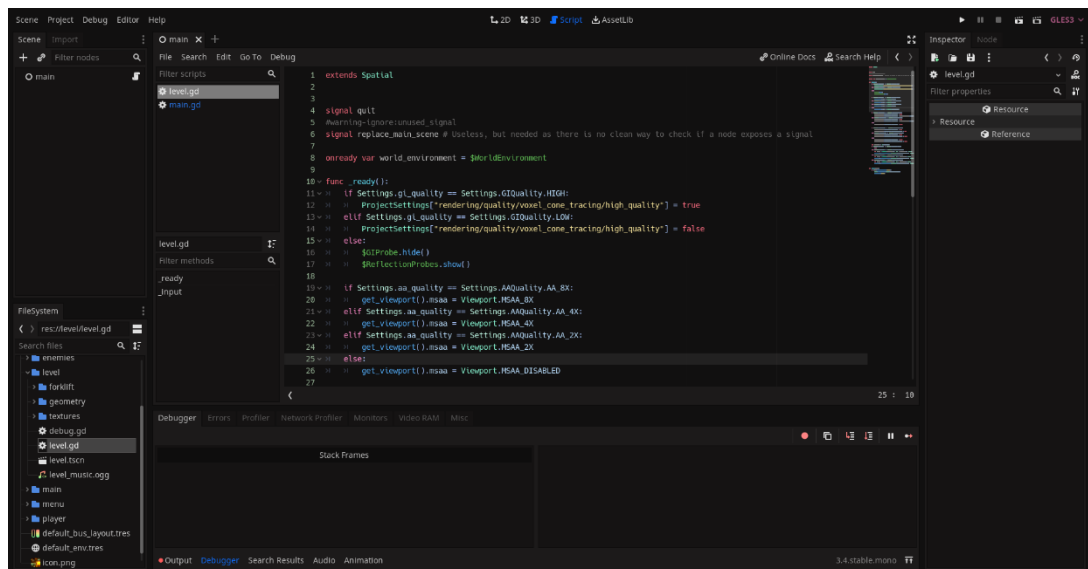 Scene Project Debug Editor Help
2D 3D Script AssetLib
GLES3
Scene Import
Filter nodes
main
main
File Search Edit Go To Debug
Online Docs Search Help
Filter scripts
level.gd
main.gd
level.gd
Filter methods
_ready
_input
1 extends Spatial
2
3
4 signal quit
5 #warning-ignore:unused_signal
6 signal replace_main_scene # Useless, but needed as there is no clean way to check if a node exposes a signal
7
8 onready var world_environment = $WorldEnvironment
9
10 func _ready():
11 if Settings.gi_quality == Settings.GIQuality.HIGH:
12 ProjectSettings["rendering/quality/voxel_cone_tracing/high_quality"] = true
13 elif Settings.gi_quality == Settings.GIQuality.LOW:
14 ProjectSettings["rendering/quality/voxel_cone_tracing/high_quality"] = false
15 else:
16 $GIProbe.hide()
17 $ReflectionProbes.show()
18
19 if Settings.aa_quality == Settings.AAQuality.AA_8X:
20 get_viewport().msaa = Viewport.MSAA_8X
21 elif Settings.aa_quality == Settings.AAQuality.AA_4X:
22 get_viewport().msaa = Viewport.MSAA_4X
23 elif Settings.aa_quality == Settings.AAQuality.AA_2X:
24 get_viewport().msaa = Viewport.MSAA_2X
25 else:
26 get_viewport().msaa = Viewport.MSAA_DISABLED
27
25 : 10
Inspector Node
level.gd
Filter properties
Resource
Resource
Reference
FileSystem
res://level/level.gd
Search files
enemies
level
forklift
geometry
textures
debug.gd
level.gd
level.tscn
level_music.ogg
main
menu
player
default_bus_layout.tres
default_env.tres
icon.png
Debugger Errors Profiler Network Profiler Monitors Video RAM Misc
Stack Frames
Output Debugger Search Results Audio Animation
3.4.stable.mono